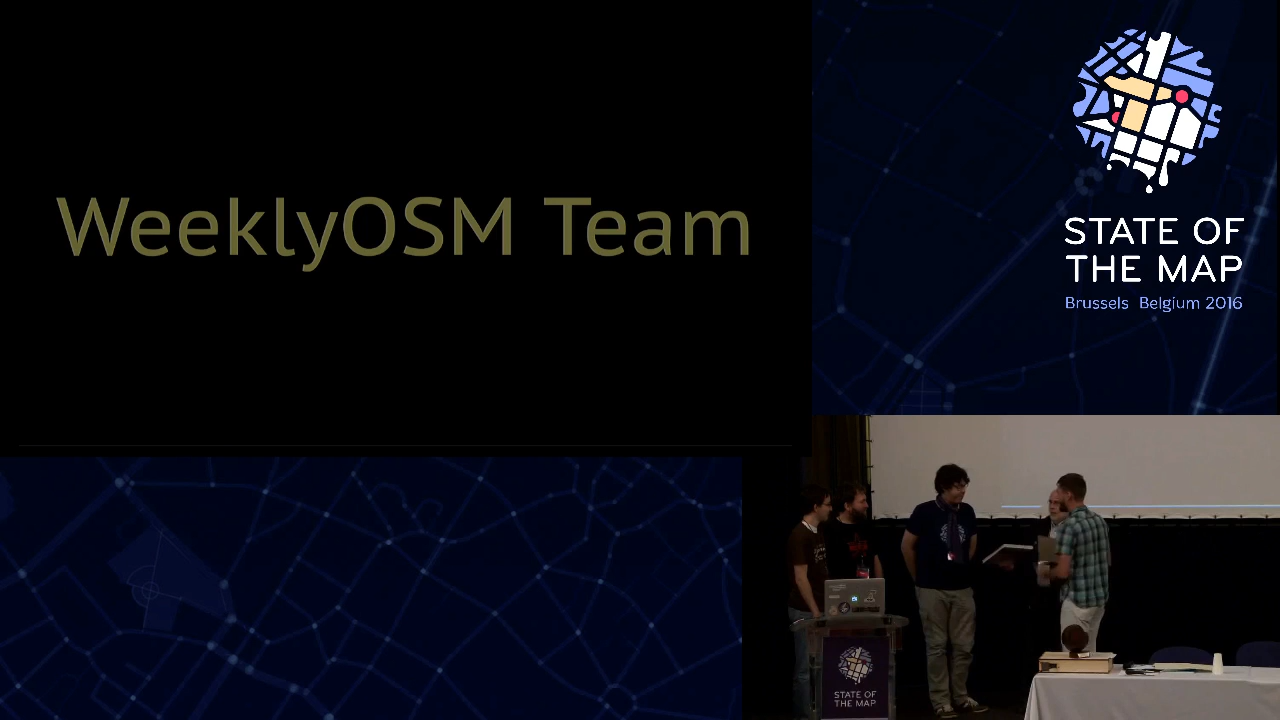 WeeklyOSM Team
STATE OF
THE MAP
Brussels Belgium 2016
STATE OF
THE MAP